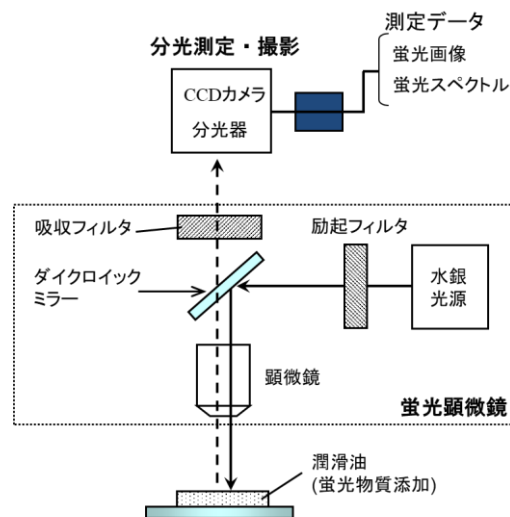 測定データ
蛍光画像
蛍光スペクトル
分光測定・撮影
CCDカメラ
分光器
吸収フィルタ
励起フィルタ
ダイクロイック
ミラー
水銀
光源
顕微鏡
蛍光顕微鏡
潤滑油
(蛍光物質添加)